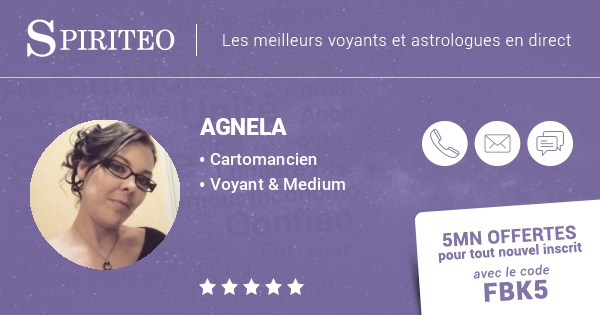 SPIRITEO
Les meilleurs voyants et astrologues en direct
AGNELA
• Cartomancien
• Voyant & Medium
5MN OFFERTES
pour tout nouvel inscrit
avec le code
FBK5